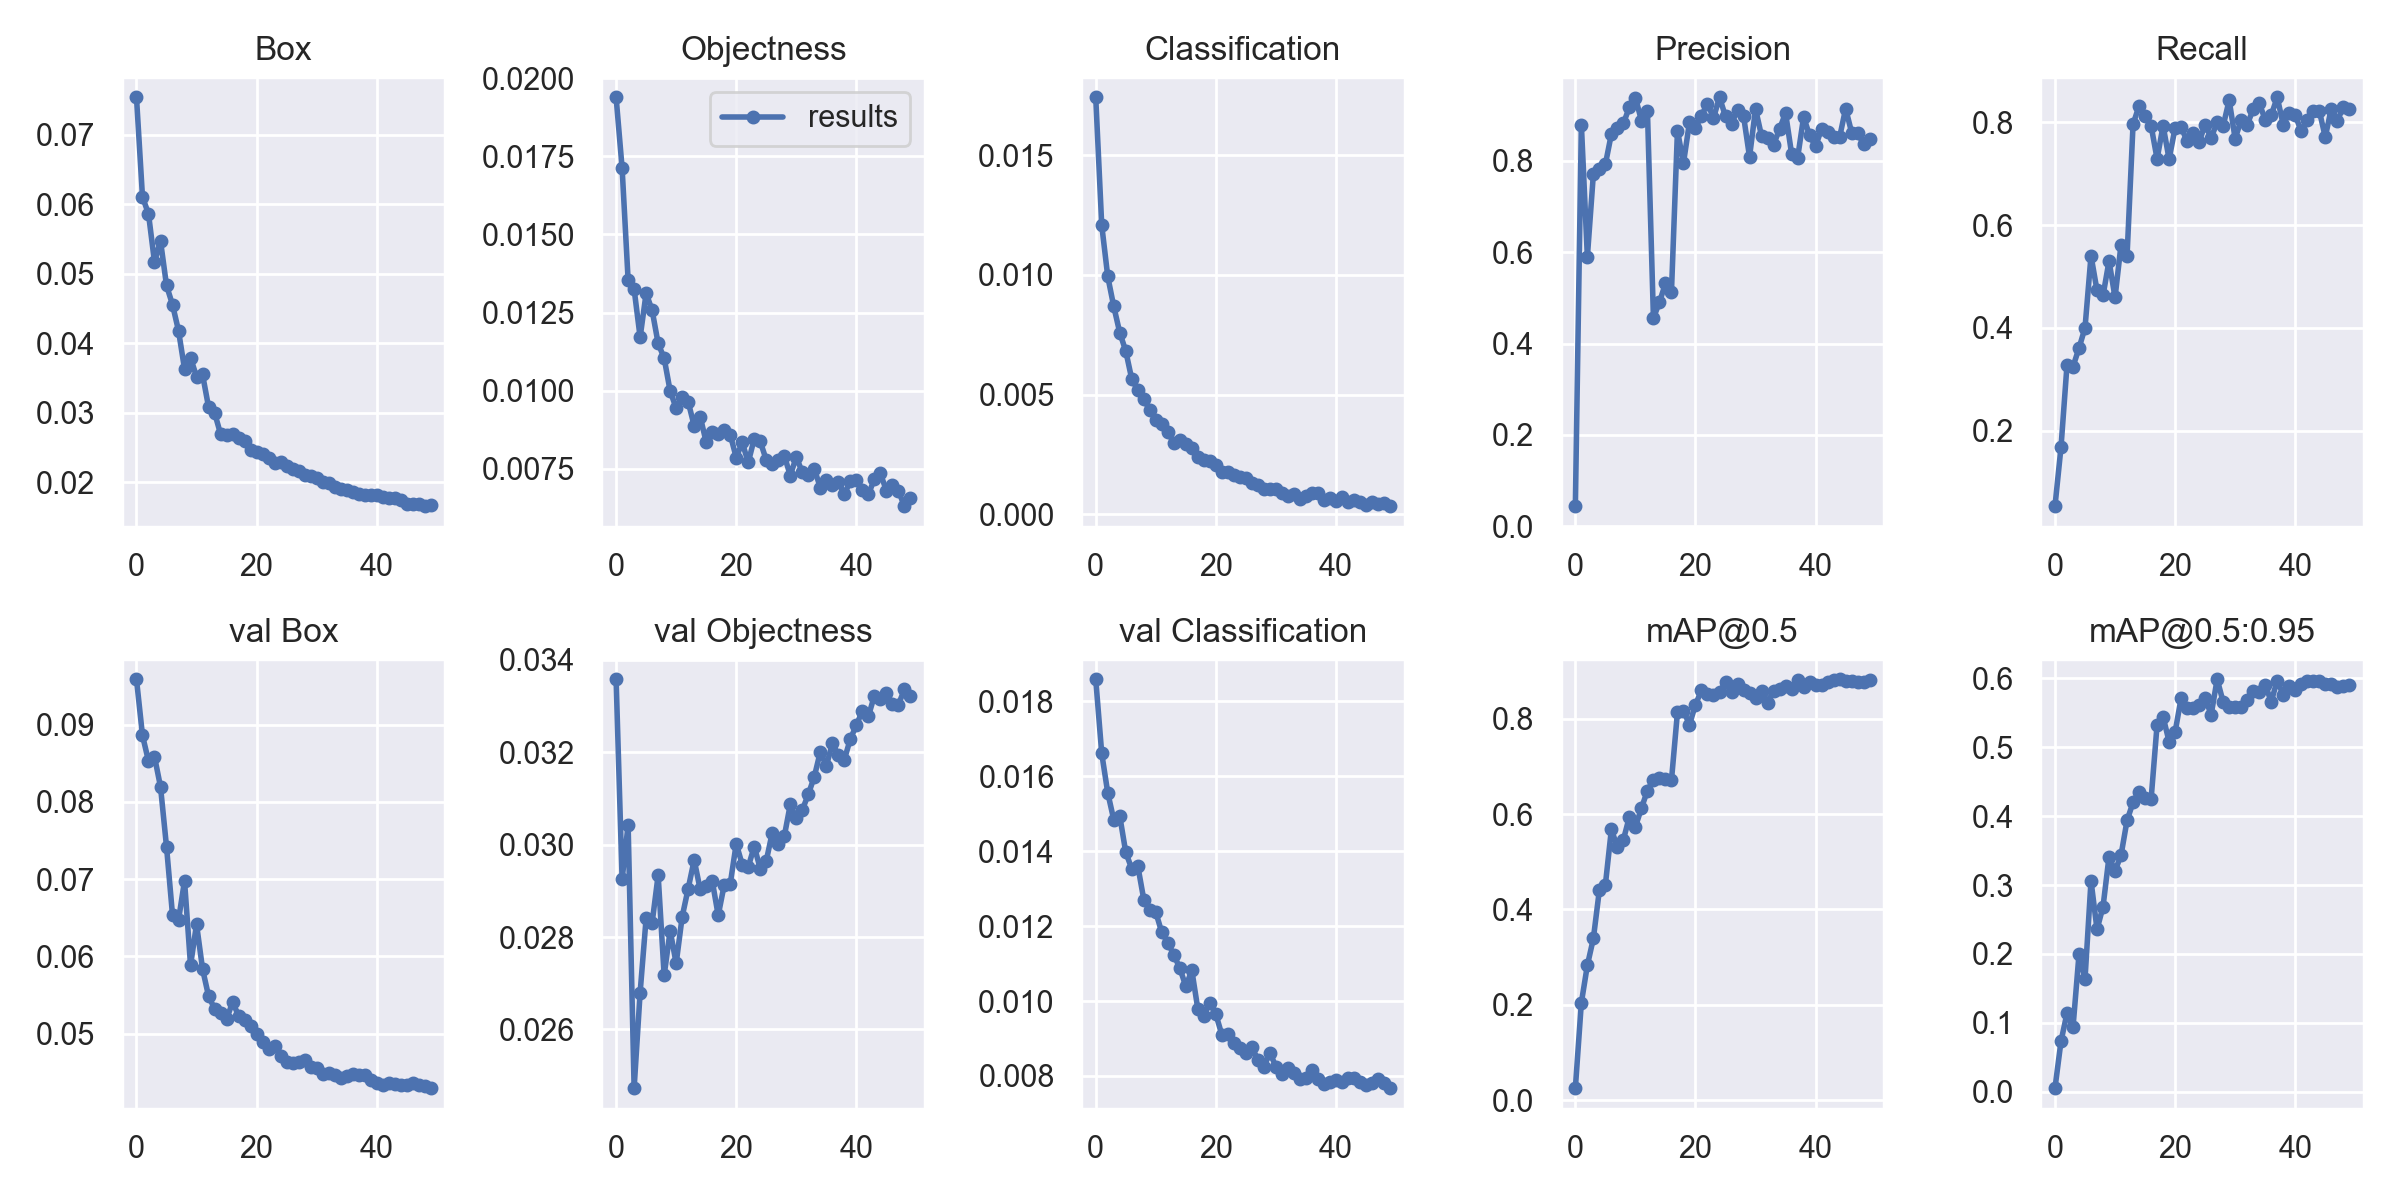 Box
0.07
0.06
0.05
0.04
0.03
0.02
0 20 40
Objectness
results
0.0200
0.0175
0.0150
0.0125
0.0100
0.0075
0 20 40
Classification
0.015
0.010
0.005
0.000
0 20 40
Precision
0.8
0.6
0.4
0.2
0.0
0 20 40
Recall
0.8
0.6
0.4
0.2
0 20 40
val Box
0.09
0.08
0.07
0.06
0.05
0 20 40
val Objectness
0.034
0.032
0.030
0.028
0.026
0 20 40
val Classification
0.018
0.016
0.014
0.012
0.010
0.008
0 20 40
mAP@0.5
0.8
0.6
0.4
0.2
0.0
0 20 40
mAP@0.5:0.95
0.6
0.5
0.4
0.3
0.2
0.1
0.0
0 20 40